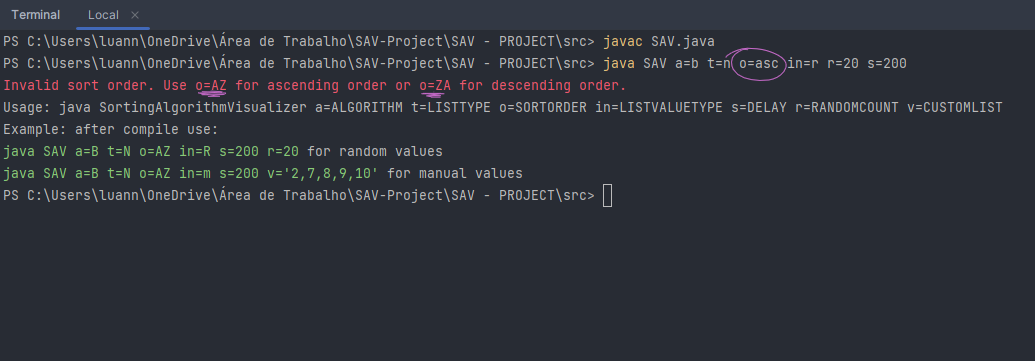 Terminal Local ×
PS C:\Users\luann\OneDrive\Área de Trabalho\SAV-Project\SAV - PROJECT\src> javac SAV.java
PS C:\Users\luann\OneDrive\Área de Trabalho\SAV-Project\SAV - PROJECT\src> java SAV a=b t=n o=asc in=r r=20 s=200
Invalid sort order. Use o=AZ for ascending order or o=ZA for descending order.
Usage: java SortingAlgorithmVisualizer a=ALGORITHM t=LISTTYPE o=SORTORDER in=LISTVALUETYPE s=DELAY r=RANDOMCOUNT v=CUSTOMLIST
Example: after compile use:
java SAV a=B t=N o=AZ in=R s=200 r=20 for random values
java SAV a=B t=N o=AZ in=m s=200 v='2,7,8,9,10' for manual values
PS C:\Users\luann\OneDrive\Área de Trabalho\SAV-Project\SAV - PROJECT\src>